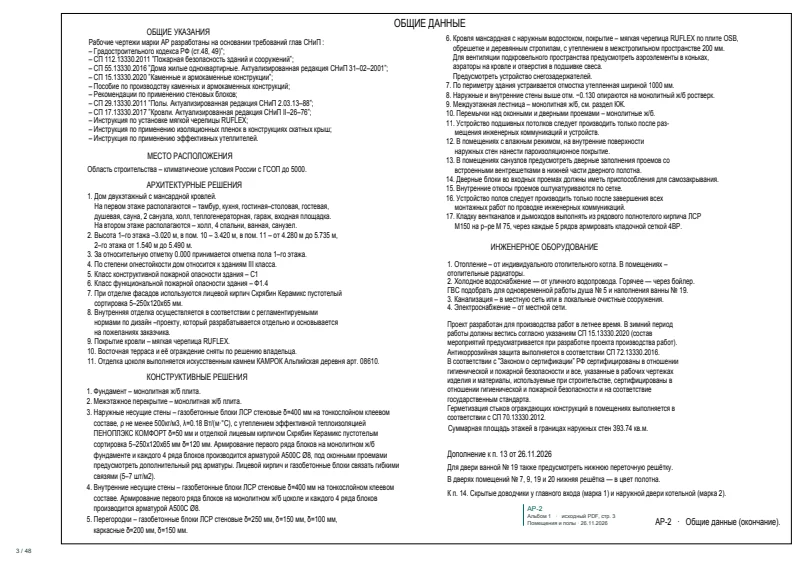 ОБЩИЕ ДАННЫЕ
ОБЩИЕ УКАЗАНИЯ
Рабочие чертежи марки АР разработаны на основании требований глав СНиП :
– Градостроительного кодекса РФ (ст.48, 49)";
– СП 112.13330.2011 "Пожарная безопасность зданий и сооружений";
– СП 55.13330.2016 "Дома жилые одноквартирные. Актуализированная редакция СНиП 31–02–2001";
– СП 15.13330.2020 "Каменные и армокаменные конструкции";
– Пособие по производству каменных и армокаменных конструкций;
– Рекомендации по применению стеновых блоков;
– СП 29.13330.2011 "Полы. Актуализированная редакция СНиП 2.03.13–88";
– СП 17.13330.2017 "Кровли. Актуализированная редакция СНиП II–26–76";
– Инструкция по установке мягкой черепицы RUFLEX;
– Инструкция по применению изоляционных пленок в конструкциях скатных крыш;
– Инструкция по применению эффективных утеплителей.
МЕСТО РАСПОЛОЖЕНИЯ
Область строительства – климатические условия России с ГСОП до 5000.
АРХИТЕКТУРНЫЕ РЕШЕНИЯ
1. Дом двухэтажный с мансардной кровлей.
На первом этаже располагаются – тамбур, кухня, гостиная-столовая, гостевая,
душевая, сауна, 2 санузла, холл, теплогенераторная, гараж, входная площадка.
На втором этаже располагаются – холл, 4 спальни, ванная, санузел.
2. Высота 1–го этажа –3.020 м, в пом. 10 – 3.420 м, в пом. 11 – от 4.280 м до 5.735 м,
2–го этажа от 1.540 м до 5.490 м.
3. За относительную отметку 0.000 принимается отметка пола 1–го этажа.
4. По степени огнестойкости дом относится к зданиям III класса.
5. Класс конструктивной пожарной опасности здания – С1
6. Класс функциональной пожарной опасности здания – Ф1.4
7. При отделке фасадов используются лицевой кирпич Скрябин Керамикс пустотелый
сортировка 5–250х120х65 мм.
8. Внутренняя отделка осуществляется в соответствии с регламентируемыми
нормами по дизайн –проекту, который разрабатывается отдельно и основывается
на пожеланиях заказчика.
9. Покрытие кровли – мягкая черепица RUFLEX.
10. Восточная терраса и её ограждение сняты по решению владельца.
11. Отделка цоколя выполняется искусственным камнем КАМРОК Альпийская деревня арт. 08610.
КОНСТРУКТИВНЫЕ РЕШЕНИЯ
1. Фундамент – монолитная ж/б плита.
2. Межэтажное перекрытие – монолитная ж/б плита.
3. Наружные несущие стены – газобетонные блоки ЛСР стеновые δ=400 мм на тонкослойном клеевом
составе, ρ не менее 500кг/м3, λ=0.18 Вт/(м·°С), с утеплением эффективной теплоизоляцией
ПЕНОПЛЭКС КОМФОРТ δ=50 мм и отделкой лицевым кирпичом Скрябин Керамикс пустотелым
сортировка 5–250х120х65 мм δ=120 мм. Армирование первого ряда блоков на монолитном ж/б
фундаменте и каждого 4 ряда блоков производится арматурой А500С Ø8, под оконными проемами
предусмотреть дополнительный ряд арматуры. Лицевой кирпич и газобетонные блоки связать гибкими
связями (5–7 шт/м2).
4. Внутренние несущие стены – газобетонные блоки ЛСР стеновые δ=400 мм на тонкослойном клеевом
составе. Армирование первого ряда блоков на монолитном ж/б цоколе и каждого 4 ряда блоков
производится арматурой А500С Ø8.
5. Перегородки – газобетонные блоки ЛСР стеновые δ=250 мм, δ=150 мм, δ=100 мм,
каркасные δ=200 мм, δ=150 мм.
6. Кровля мансардная с наружным водостоком, покрытие – мягкая черепица RUFLEX по плите OSB,
обрешетке и деревянным стропилам, с утеплением в межстропильном пространстве 200 мм.
Для вентиляции подкровельного пространства предусмотреть аэроэлементы в коньках,
аэраторы на кровле и отверстия в подшивке свеса.
Предусмотреть устройство снегозадержателей.
7. По периметру здания устраивается отмостка утепленная шириной 1000 мм.
8. Наружные и внутренние стены выше отм. −0.130 опираются на монолитный ж/б ростверк.
9. Междуэтажная лестница – монолитная ж/б, см. раздел КЖ.
10. Перемычки над оконными и дверными проемами – монолитные ж/б.
11. Устройство подшивных потолков следует производить только после раз-
мещения инженерных коммуникаций и устройств.
12. В помещениях с влажным режимом, на внутренние поверхности
наружных стен нанести пароизоляционное покрытие.
13. В помещениях санузлов предусмотреть дверные заполнения проемов со
встроенными вентрешетками в нижней части дверного полотна.
14. Дверные блоки во входных проемах должны иметь приспособления для самозакрывания.
15. Внутренние откосы проемов оштукатуриваются по сетке.
16. Устройство полов следует производить только после завершения всех
монтажных работ по проводке инженерных коммуникаций.
17. Кладку вентканалов и дымоходов выполнять из рядового полнотелого кирпича ЛСР
М150 на р–ре М 75, через каждые 5 рядов армировать кладочной сеткой 4ВР.
ИНЖЕНЕРНОЕ ОБОРУДОВАНИЕ
1. Отопление – от индивидуального отопительного котла. В помещениях –
отопительные радиаторы.
2. Холодное водоснабжение — от уличного водопровода. Горячее — через бойлер.
ГВС подобрать для одновременной работы душа № 5 и наполнения ванны № 19.
3. Канализация – в местную сеть или в локальные очистные сооружения.
4. Электроснабжение – от местной сети.
Проект разработан для производства работ в летнее время. В зимний период
работы должны вестись согласно указаниям СП 15.13330.2020 (состав
мероприятий предусматривается при разработке проекта производства работ).
Антикоррозийная защита выполняется в соответствии СП 72.13330.2016.
В соответствии с "Законом о сертификации" РФ сертифицированы в отношении
гигиенической и пожарной безопасности и все, указанные в рабочих чертежах
изделия и материалы, используемые при строительстве, сертифицированы в
отношении гигиенической и пожарной безопасности и на соответствие
государственным стандарта.
Герметизация стыков ограждающих конструкций в помещениях выполняется в
соответствии с СП 70.13330.2012.
Суммарная площадь этажей в границах наружных стен 393.74 кв.м.
Дополнение к п. 13 от 26.11.2026
Для двери ванной № 19 также предусмотреть нижнюю переточную решётку.
В дверях помещений № 7, 9, 19 и 20 нижняя решётка — в цвет полотна.
К п. 14. Скрытые доводчики у главного входа (марка 1) и наружной двери котельной (марка 2).
АР-2
Альбом 1 · исходный PDF, стр. 3
Помещения и полы · 26.11.2026
АР–2 · Общие данные (окончание).
3 / 48